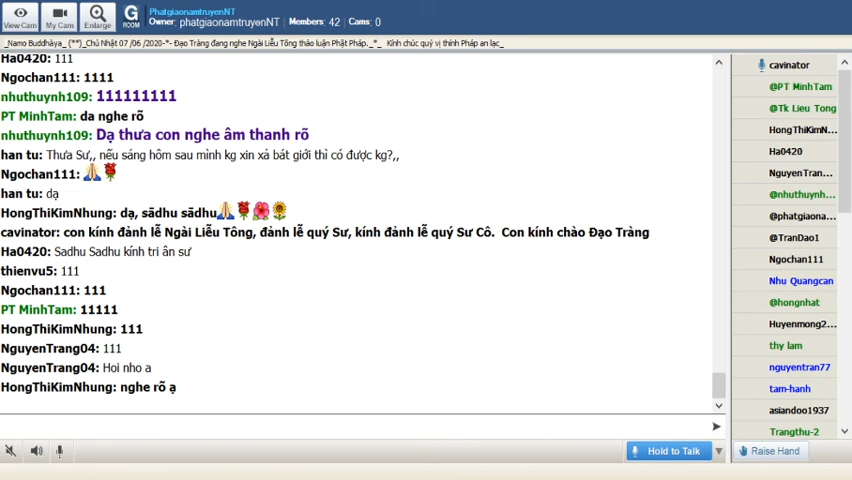 View Cam
My Cam
Enlarge
G
ROOM
PhatgiaonamtruyenNT
Owner: phatgiaonamtruyenNT | Members: 42 | Cams: 0
_Namo Buddhàya_ (**)_Chủ Nhật 07 /06 /2020-*- Đạo Tràng đang nghe Ngài Liễu Tông thảo luận Phật Pháp._*_ Kính chúc quý vị thính Pháp an lạc_
Ha0420: 111
Ngochan111: 1111
nhuthuynh109: 111111111
PT MinhTam: da nghe rõ
nhuthuynh109: Dạ thưa con nghe âm thanh rõ
han tu: Thưa Sư,, nếu sáng hôm sau mình kg xin xả bát giới thì có được kg?,,
Ngochan111: 🙏🌹
han tu: dạ
HongThiKimNhung: dạ, sādhu sādhu🙏🌹🌺🌻
cavinator: con kính đảnh lễ Ngài Liễu Tông, đảnh lễ quý Sư, kính đảnh lễ quý Sư Cô. Con kính chào Đạo Tràng
Ha0420: Sadhu Sadhu kính tri ân sư
thienvu5: 111
Ngochan111: 111
PT MinhTam: 11111
HongThiKimNhung: 111
NguyenTrang04: 111
NguyenTrang04: Hoi nho a
HongThiKimNhung: nghe rõ ạ
cavinator
@PT MinhTam
@Tk Lieu Tong
HongThiKimN...
Ha0420
NguyenTran...
@nhuthuynh...
@phatgiaona...
@TranDao1
Ngochan111
Nhu Quangcan
@hongnhat
Huyenmong2...
thy lam
nguyentran77
tam-hanh
asiandoo1937
Trangthu-2
Hold to Talk
Raise Hand